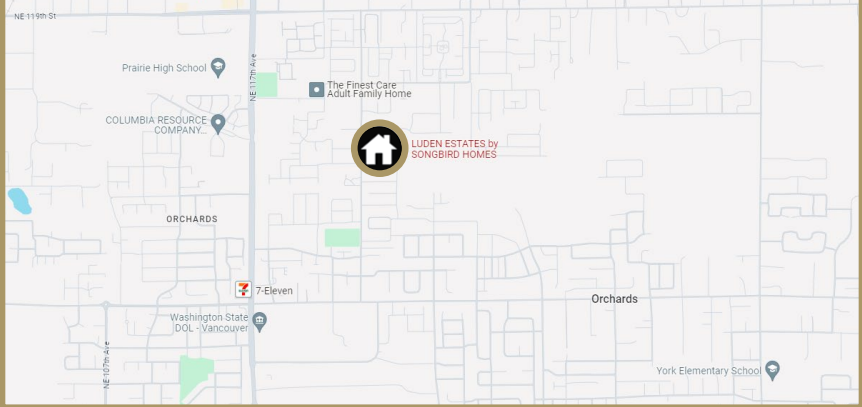 NE 119th St
Prairie High School
NE 117th Ave
The Finest Care
Adult Family Home
COLUMBIA RESOURCE
COMPANY...
LUDEN ESTATES by
SONGBIRD HOMES
ORCHARDS
7-Eleven
Orchards
Washington State
DOL - Vancouver
NE 107th Ave
York Elementary School